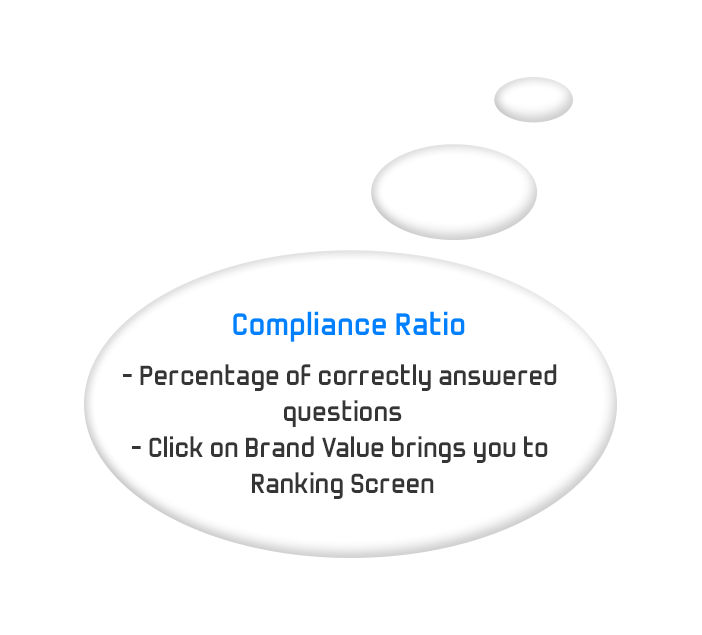 Compliance Ratio
- Percentage of correctly answered
questions
- Click on Brand Value brings you to
Ranking Screen